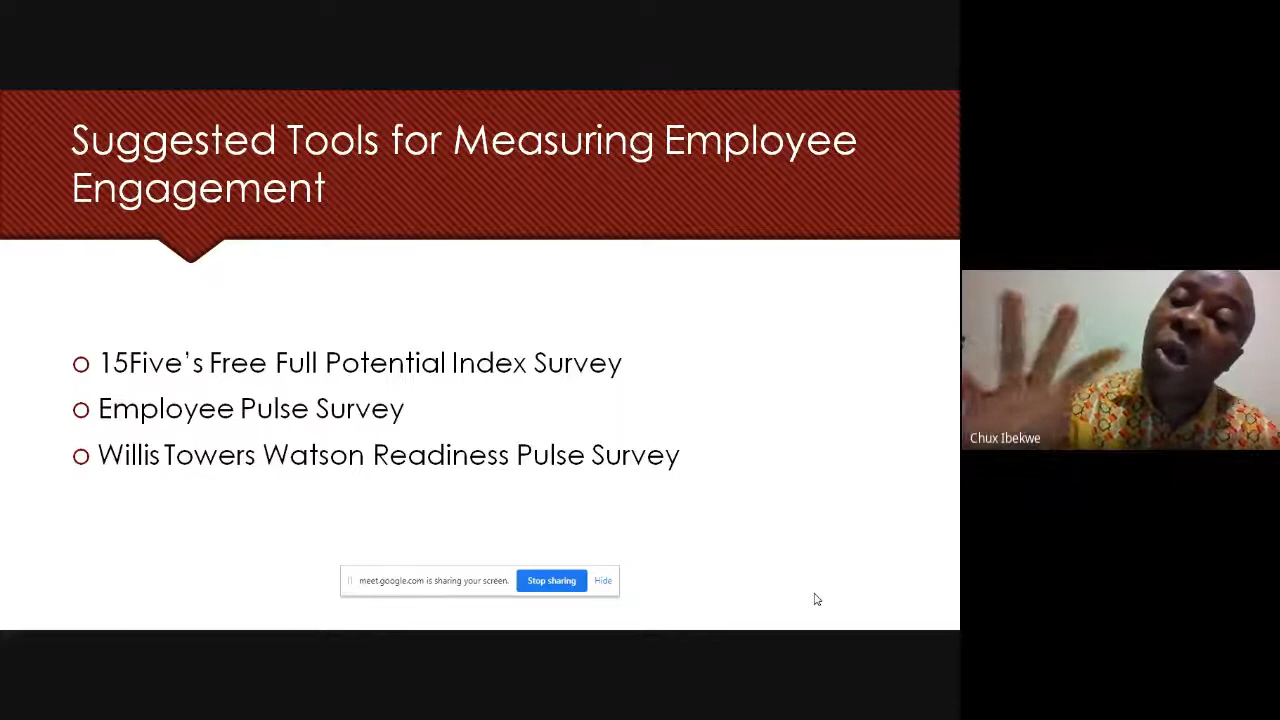 Suggested Tools for Measuring Employee
Engagement
15Five's Free Full Potential Index Survey
Employee Pulse Survey
Willis Towers Watson Readiness Pulse Survey
meet.google.com is sharing your screen.
Stop sharing
Hide
Chux Ibekwe